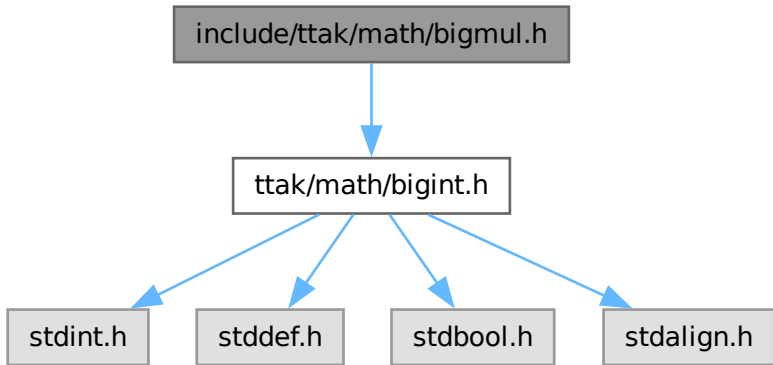 include/ttak/math/bigmul.h
ttak/math/bigint.h
stdint.h
stddef.h
stdbool.h
stdalign.h